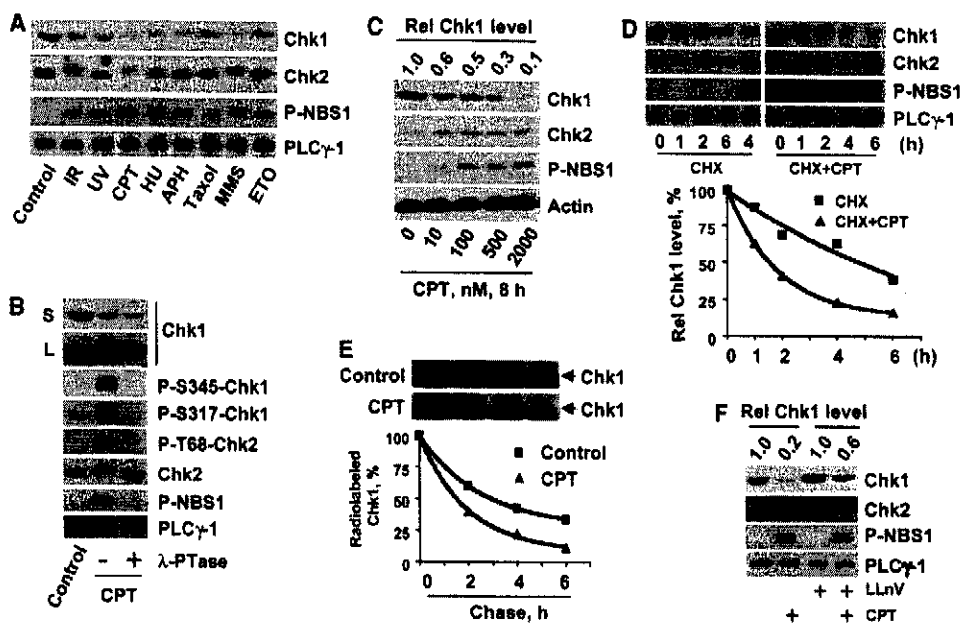 A
Chk1
Chk2
P-NBS1
PLCγ-1
Control IR UV CPT HU APH Taxol MMS ETO
B
S
L
Chk1
P-S345-Chk1
P-S317-Chk1
P-T68-Chk2
Chk2
P-NBS1
PLCγ-1
Control - + λ-PTase
CPT
C
Rel Chk1 level
1.0 0.6 0.5 0.3 0.1
Chk1
Chk2
P-NBS1
Actin
0 10 100 500 2000
CPT, nM, 8 h
D
Chk1
Chk2
P-NBS1
PLCγ-1
0 1 2 6 4 0 1 2 4 6 (h)
CHX CHX+CPT
Rel Chk1 level, %
100
75
50
25
0
CHX
CHX+CPT
0 1 2 4 6 (h)
E
Control Chk1
CPT Chk1
Radiolabeled
Chk1, %
100
75
50
25
0
Control
CPT
0 2 4 6
Chase, h
F
Rel Chk1 level
1.0 0.2 1.0 0.6
Chk1
Chk2
P-NBS1
PLCγ-1
+ + LLnV
+ + CPT